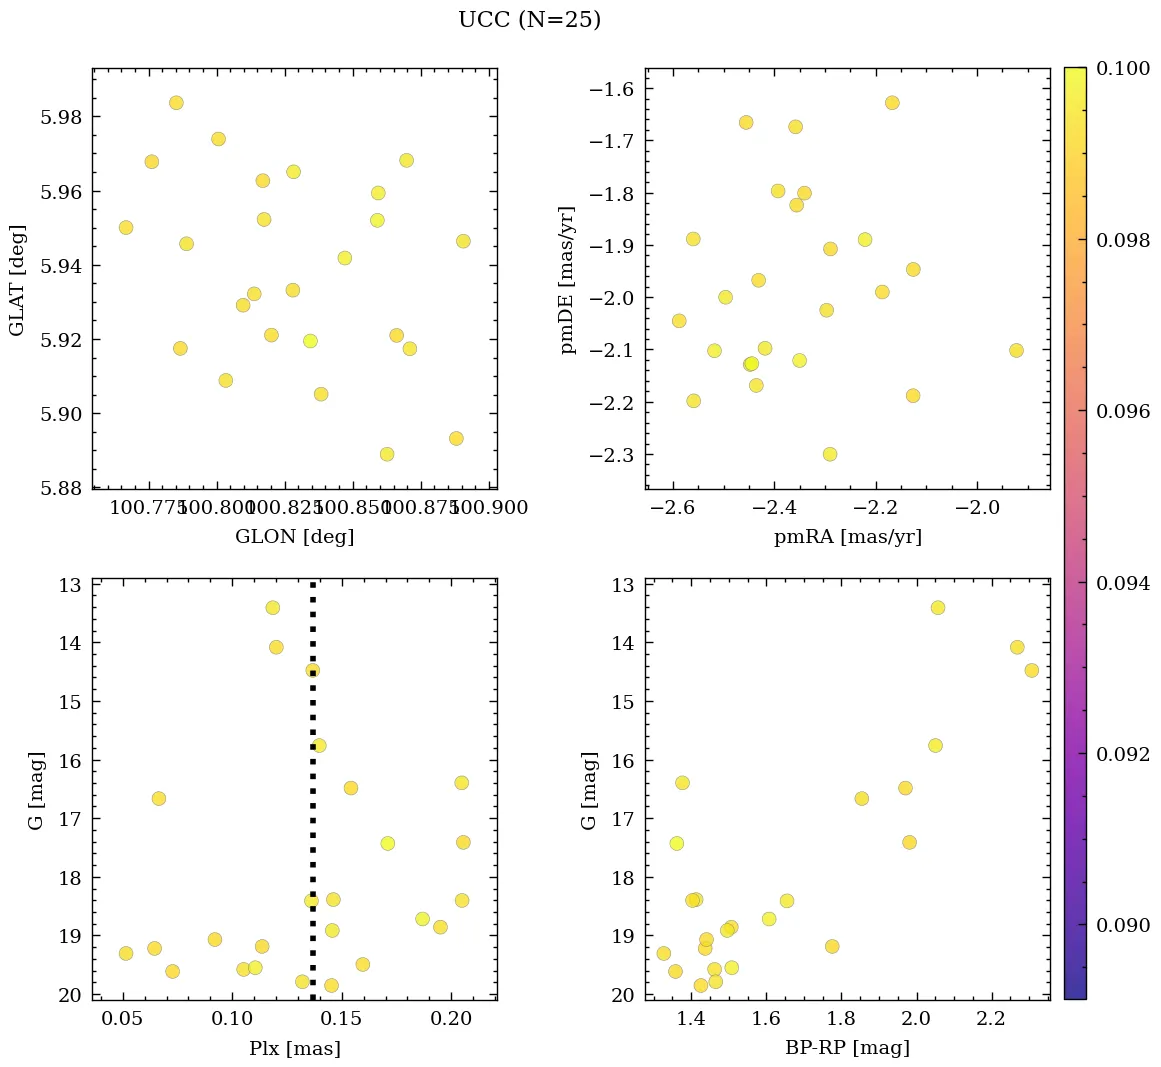 UCC (N=25)
5.98
5.96
5.94
5.92
5.90
5.88
GLAT [deg]
100.775 100.800 100.825 100.850 100.875 100.900
GLON [deg]
−1.6
−1.7
−1.8
−1.9
−2.0
−2.1
−2.2
−2.3
pmDE [mas/yr]
−2.6 −2.4 −2.2 −2.0
pmRA [mas/yr]
0.100
0.098
0.096
0.094
0.092
0.090
13
14
15
16
17
18
19
20
G [mag]
0.05 0.10 0.15 0.20
Plx [mas]
13
14
15
16
17
18
19
20
G [mag]
1.4 1.6 1.8 2.0 2.2
BP-RP [mag]